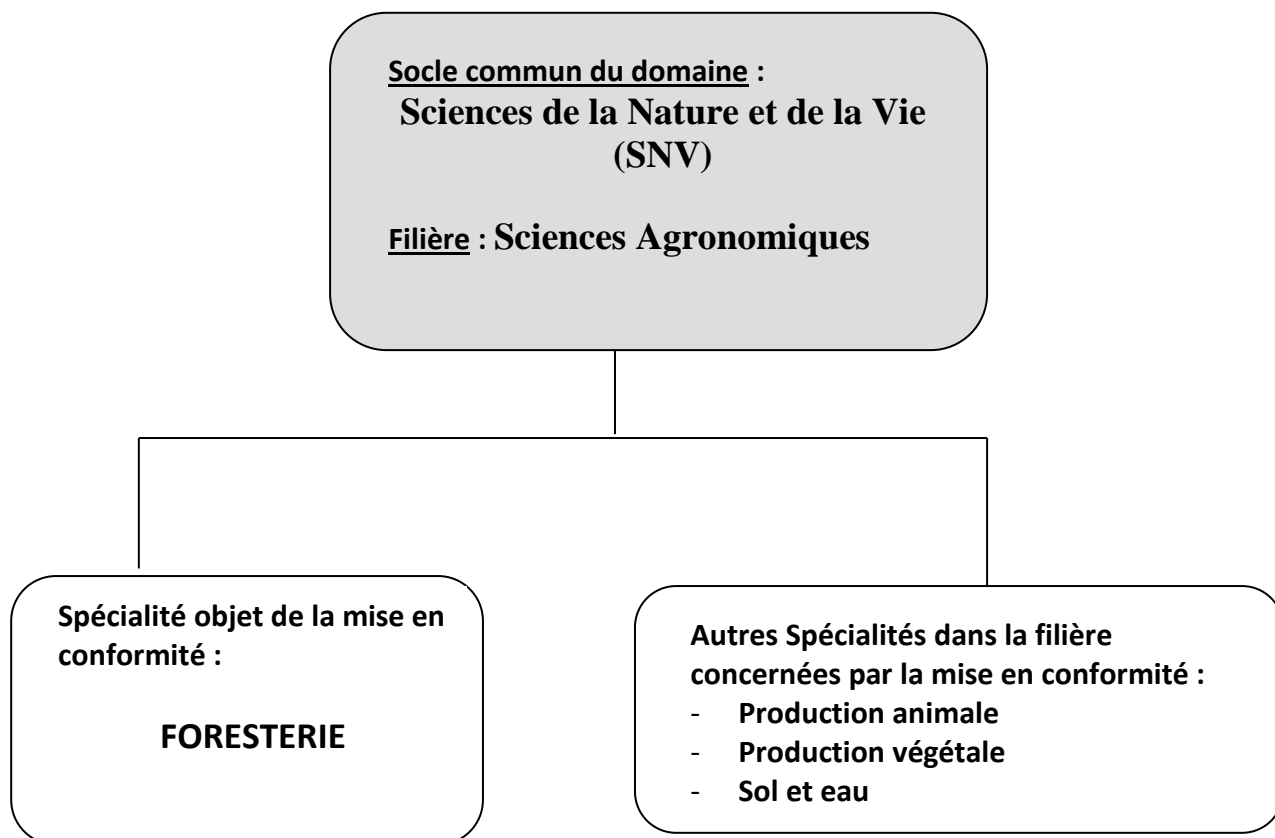 Socle commun du domaine :
Sciences de la Nature et de la Vie
(SNV)
Filière : Sciences Agronomiques
Spécialité objet de la mise en
conformité :
FORESTERIE
Autres Spécialités dans la filière
concernées par la mise en conformité :
- Production animale
- Production végétale
- Sol et eau